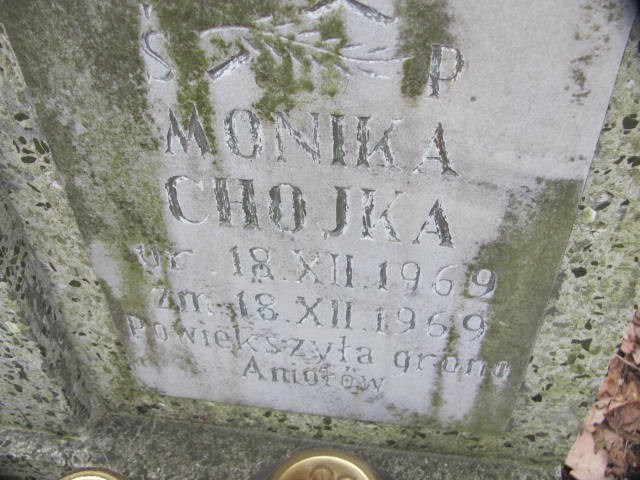 Ś P
MONIKA
CHOJKA
ur. 18.XII.1969
zm. 18.XII.1969
powiększyła grono
Aniołów